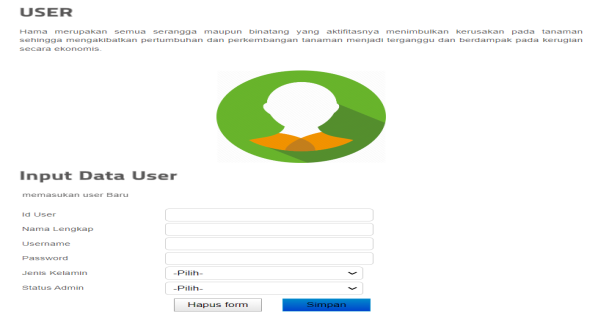 USER
Hama merupakan semua serangga maupun binatang yang aktifitasnya menimbulkan kerusakan pada tanaman
sehingga mengakibatkan pertumbuhan dan perkembangan tanaman menjadi terganggu dan berdampak pada kerugian
secara ekonomis.
Input Data User
memasukan user Baru
Id User
Nama Lengkap
Username
Password
Jenis Kelamin -Pilih-
Status Admin -Pilih-
Hapus form Simpan